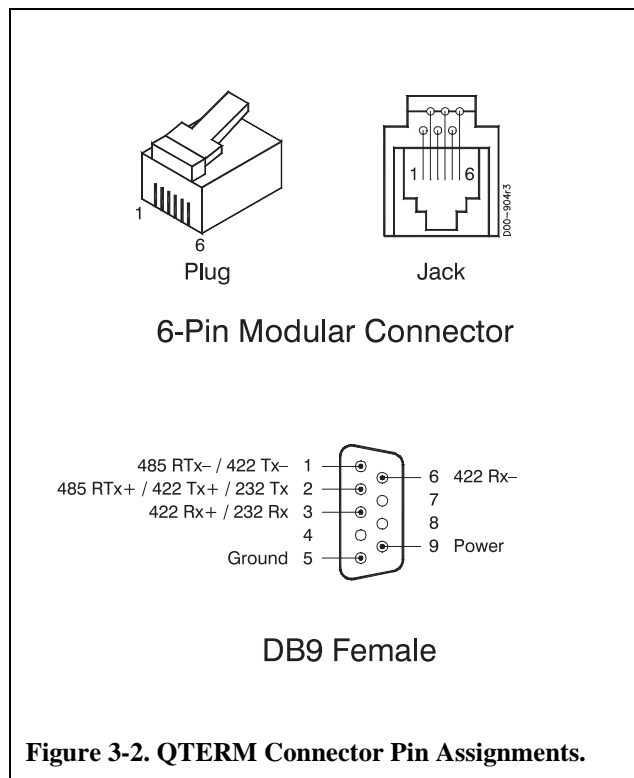 1 6
D00-904r3
1
6
Plug Jack
6-Pin Modular Connector
485 RTx– / 422 Tx– 1
6 422 Rx–
485 RTx+ / 422 Tx+ / 232 Tx 2
7
422 Rx+ / 232 Rx 3
8
4
9 Power
Ground 5
DB9 Female
Figure 3-2. QTERM Connector Pin Assignments.